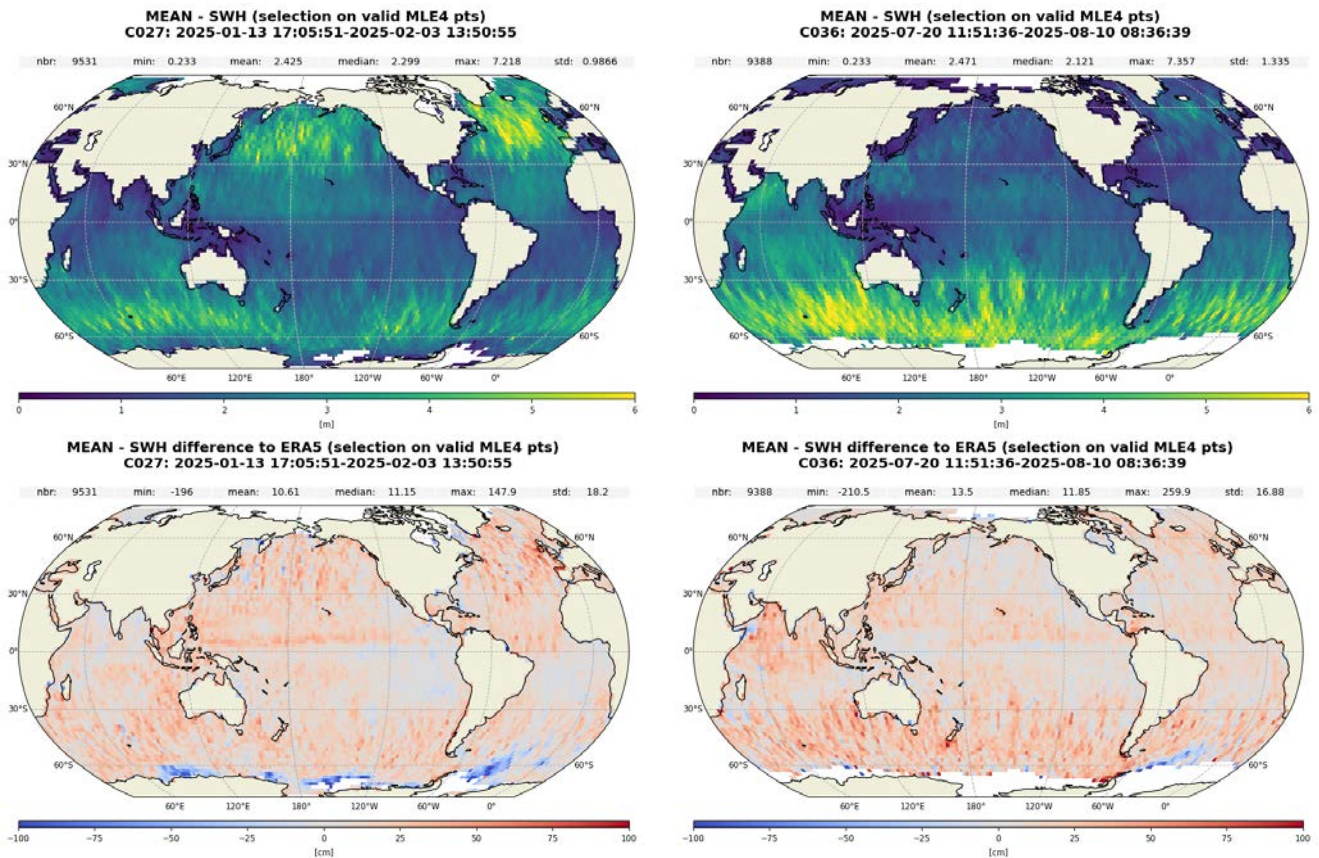 MEAN - SWH (selection on valid MLE4 pts)
C027: 2025-01-13 17:05:51-2025-02-03 13:50:55
nbr: 9531 min: 0.233 mean: 2.425 median: 2.299 max: 7.218 std: 0.9866
60°N 60°N
30°N
0°
30°S
60°S 60°S
60°E 120°E 180° 120°W 60°W 0°
0 1 2 3 4 5 6
[m]
MEAN - SWH (selection on valid MLE4 pts)
C036: 2025-07-20 11:51:36-2025-08-10 08:36:39
nbr: 9388 min: 0.233 mean: 2.471 median: 2.121 max: 7.357 std: 1.335
60°N 60°N
30°N
0°
30°S
60°S 60°S
60°E 120°E 180° 120°W 60°W 0°
0 1 2 3 4 5 6
[m]
MEAN - SWH difference to ERA5 (selection on valid MLE4 pts)
C027: 2025-01-13 17:05:51-2025-02-03 13:50:55
nbr: 9531 min: -196 mean: 10.61 median: 11.15 max: 147.9 std: 18.2
60°N 60°N
30°N
0°
30°S
60°S 60°S
60°E 120°E 180° 120°W 60°W 0°
−100 −75 −50 −25 0 25 50 75 100
[cm]
MEAN - SWH difference to ERA5 (selection on valid MLE4 pts)
C036: 2025-07-20 11:51:36-2025-08-10 08:36:39
nbr: 9388 min: -210.5 mean: 13.5 median: 11.85 max: 259.9 std: 16.88
60°N 60°N
30°N
0°
30°S
60°S 60°S
60°E 120°E 180° 120°W 60°W 0°
−100 −75 −50 −25 0 25 50 75 100
[cm]